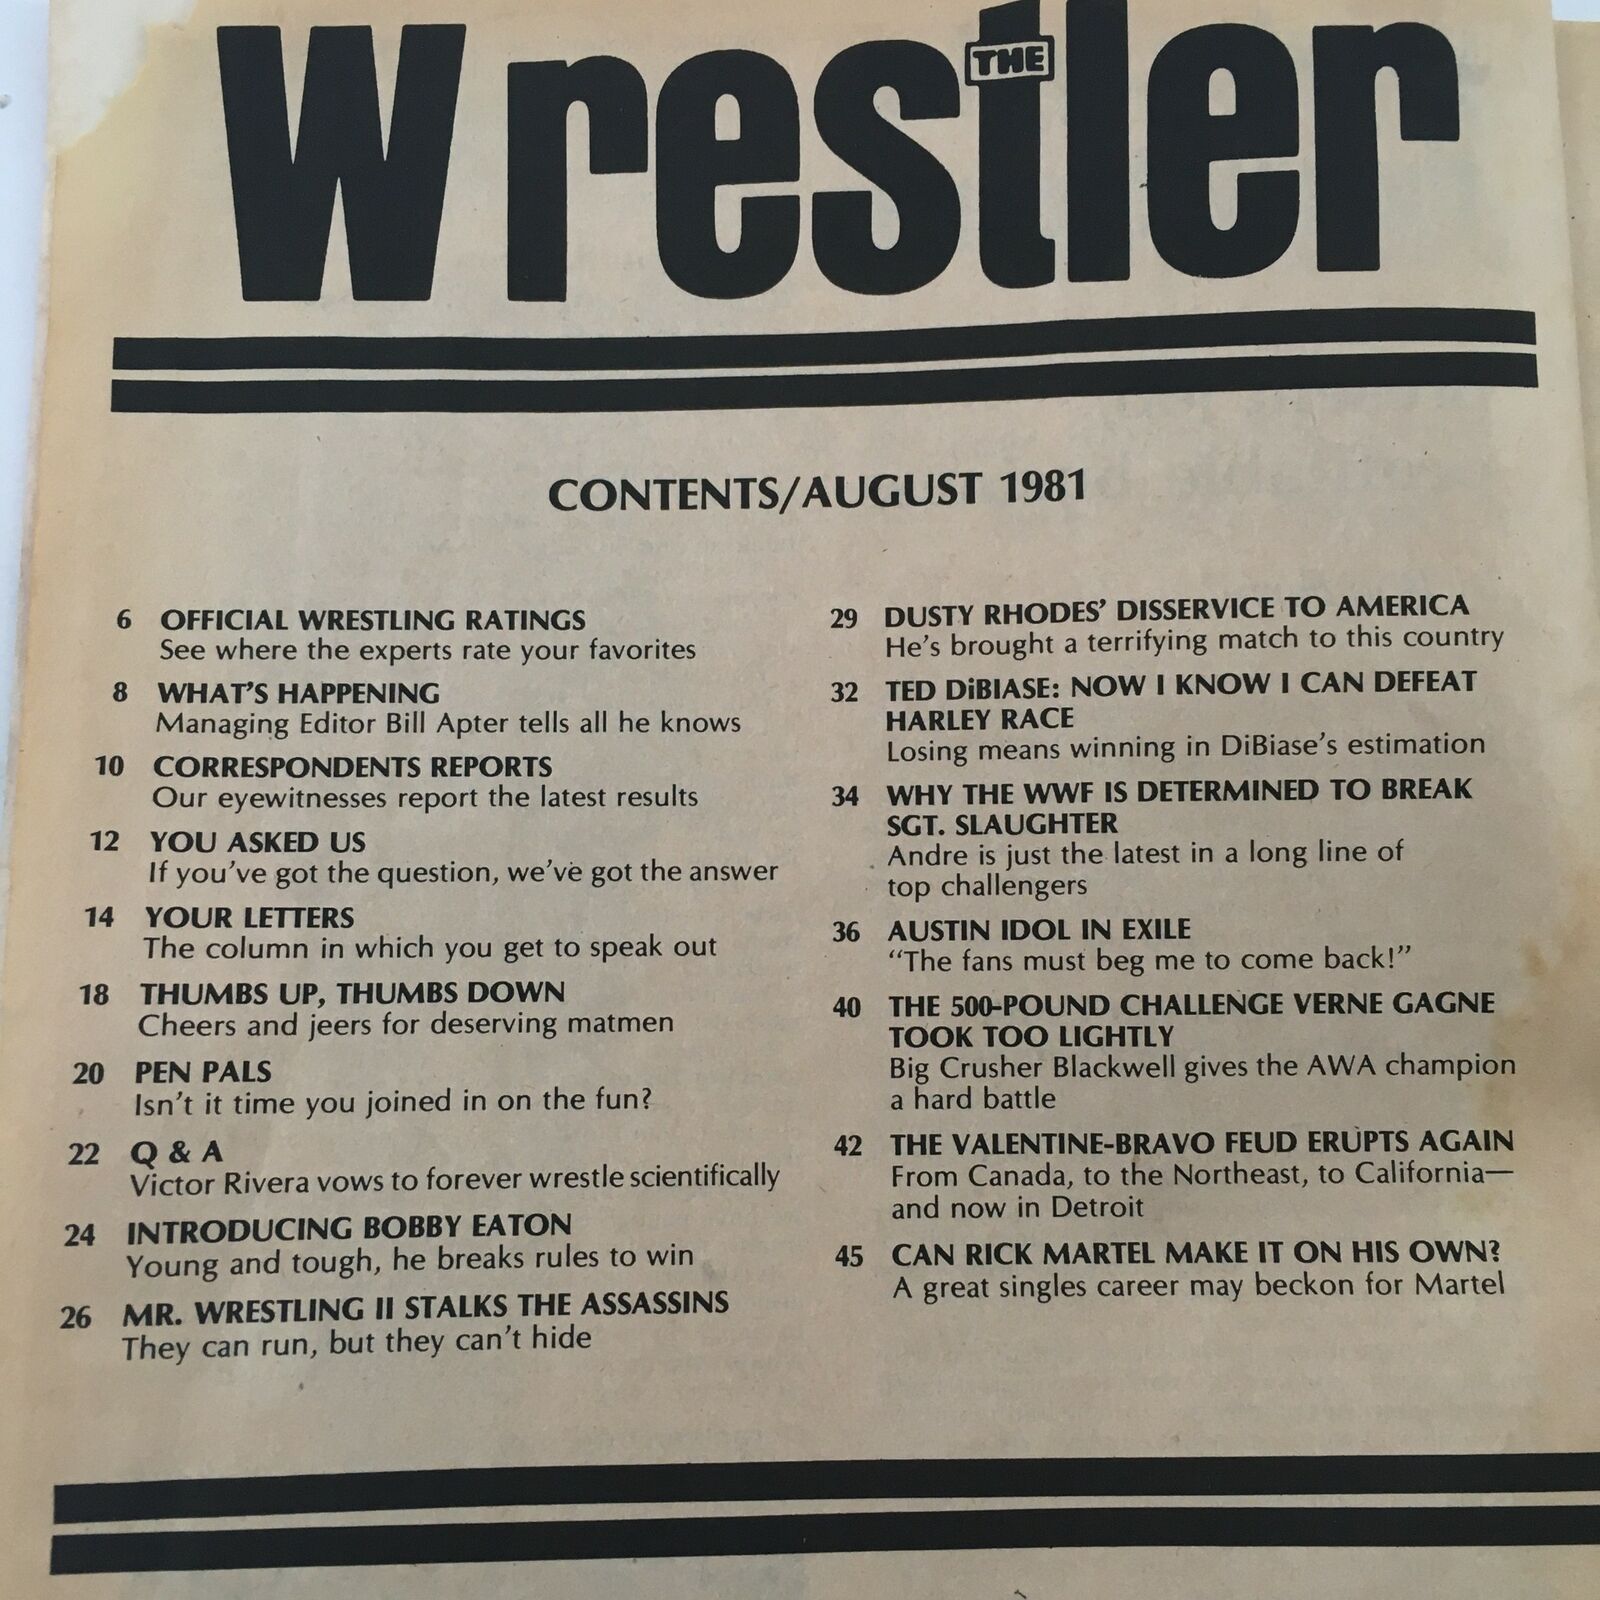 THE
Wrestler
CONTENTS/AUGUST 1981
6 OFFICIAL WRESTLING RATINGS
See where the experts rate your favorites
8 WHAT'S HAPPENING
Managing Editor Bill Apter tells all he knows
10 CORRESPONDENTS REPORTS
Our eyewitnesses report the latest results
12 YOU ASKED US
If you've got the question, we've got the answer
14 YOUR LETTERS
The column in which you get to speak out
18 THUMBS UP, THUMBS DOWN
Cheers and jeers for deserving matmen
20 PEN PALS
Isn't it time you joined in on the fun?
22 Q & A
Victor Rivera vows to forever wrestle scientifically
24 INTRODUCING BOBBY EATON
Young and tough, he breaks rules to win
26 MR. WRESTLING II STALKS THE ASSASSINS
They can run, but they can't hide
29 DUSTY RHODES' DISSERVICE TO AMERICA
He's brought a terrifying match to this country
32 TED DiBIASE: NOW I KNOW I CAN DEFEAT
HARLEY RACE
Losing means winning in DiBiase's estimation
34 WHY THE WWF IS DETERMINED TO BREAK
SGT. SLAUGHTER
Andre is just the latest in a long line of
top challengers
36 AUSTIN IDOL IN EXILE
"The fans must beg me to come back!"
40 THE 500-POUND CHALLENGE VERNE GAGNE
TOOK TOO LIGHTLY
Big Crusher Blackwell gives the AWA champion
a hard battle
42 THE VALENTINE-BRAVO FEUD ERUPTS AGAIN
From Canada, to the Northeast, to California—
and now in Detroit
45 CAN RICK MARTEL MAKE IT ON HIS OWN?
A great singles career may beckon for Martel